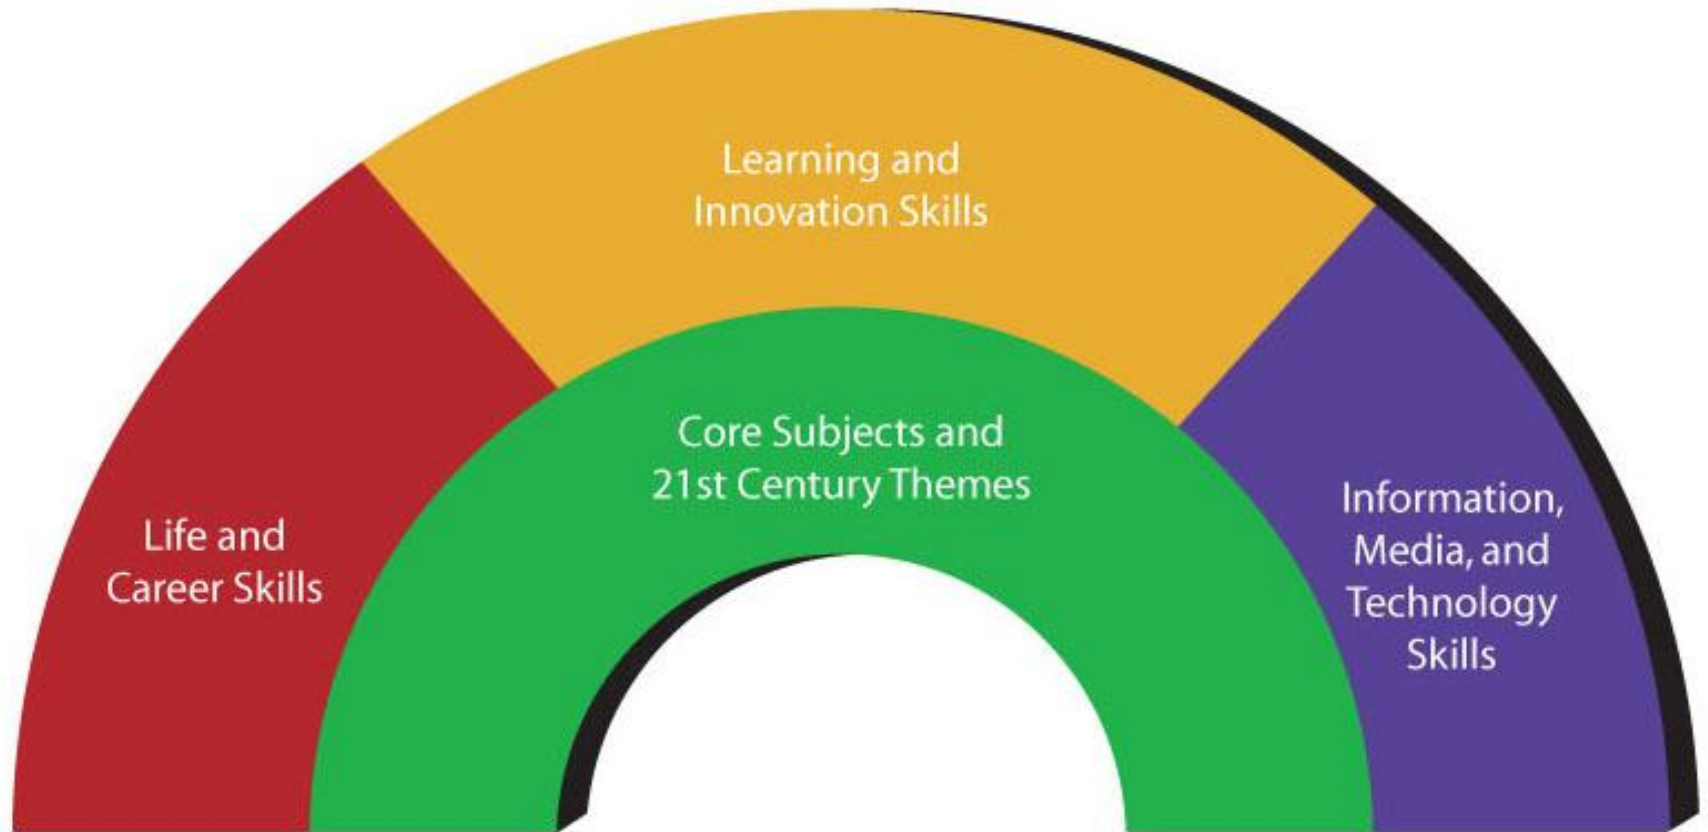 Learning and
Innovation Skills
Core Subjects and
21st Century Themes
Life and
Career Skills
Information,
Media, and
Technology
Skills